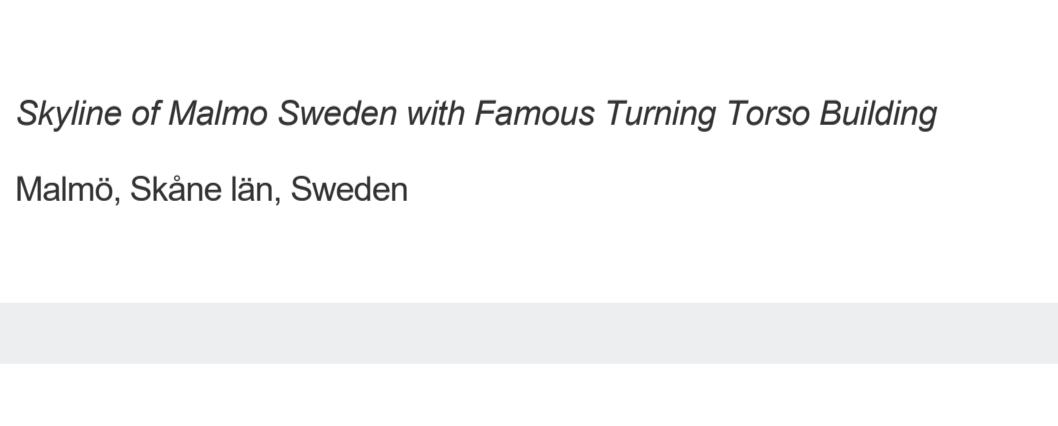 Skyline of Malmo Sweden with Famous Turning Torso Building
Malmö, Skåne län, Sweden